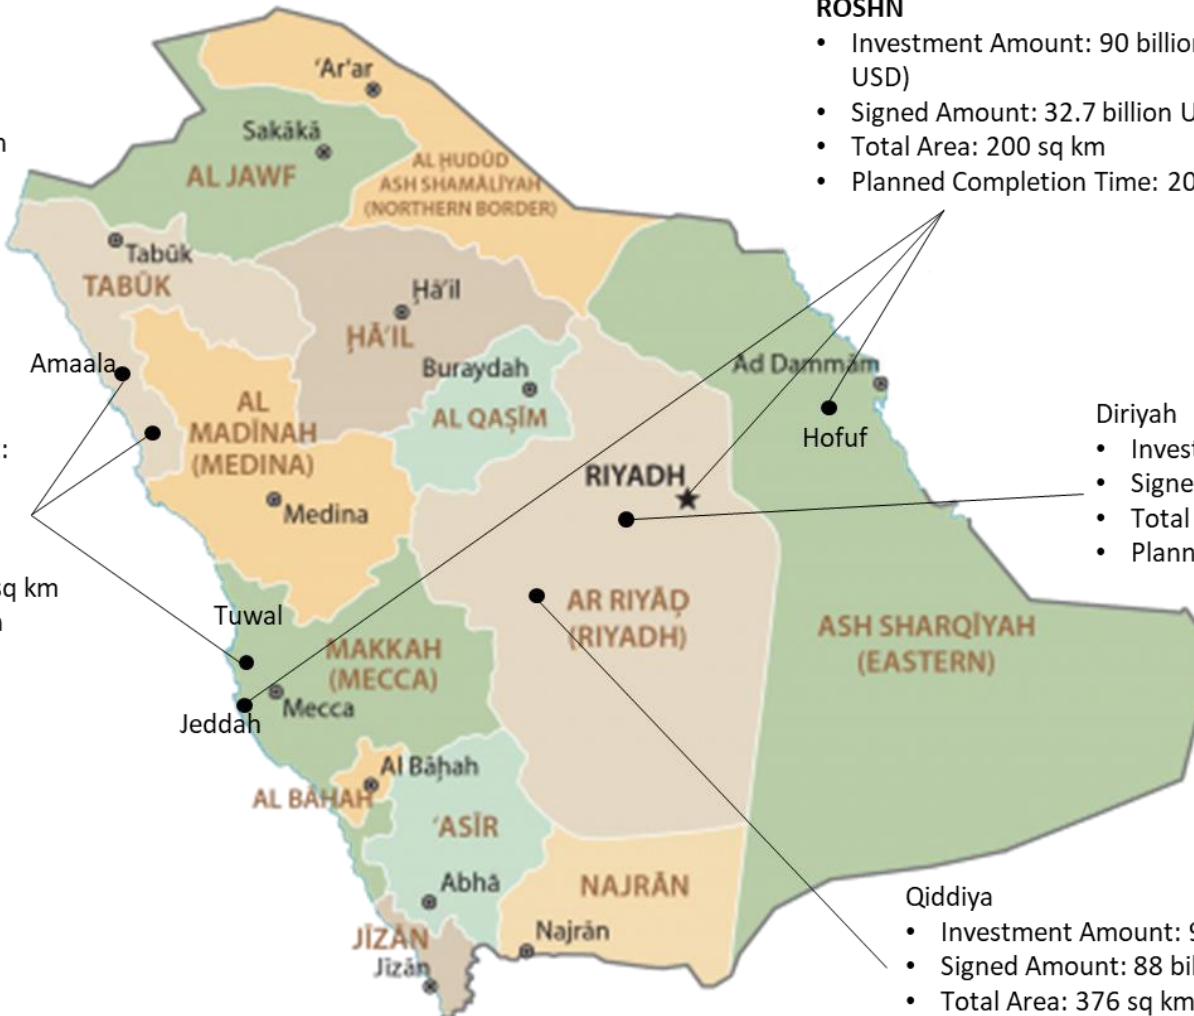 ROSHN
• Investment Amount: 90 billion
USD)
• Signed Amount: 32.7 billion U
• Total Area: 200 sq km
• Planned Completion Time: 20
'Ar'ar
Sakākā
AL JAWF
AL ḤUDŪD
ASH SHAMĀLĪYAH
(NORTHERN BORDER)
Tabūk
TABŪK
Ḥā'il
ḤĀ'IL
Amaala
Buraydah
AL QAṢĪM
Ad Dammām
Hofuf
AL
MADĪNAH
(MEDINA)
:
Medina
RIYADH
Diriyah
• Invest
• Signe
• Total
• Plann
sq km
Tuwal
AR RIYĀḌ
(RIYADH)
ASH SHARQĪYAH
(EASTERN)
MAKKAH
(MECCA)
Mecca
Jeddah
Al Bāḥah
AL BĀHAH
'ASĪR
Abhā
NAJRĀN
Najrān
JĪZĀN
Jīzān
Qiddiya
• Investment Amount: 9
• Signed Amount: 88 bil
• Total Area: 376 sq km